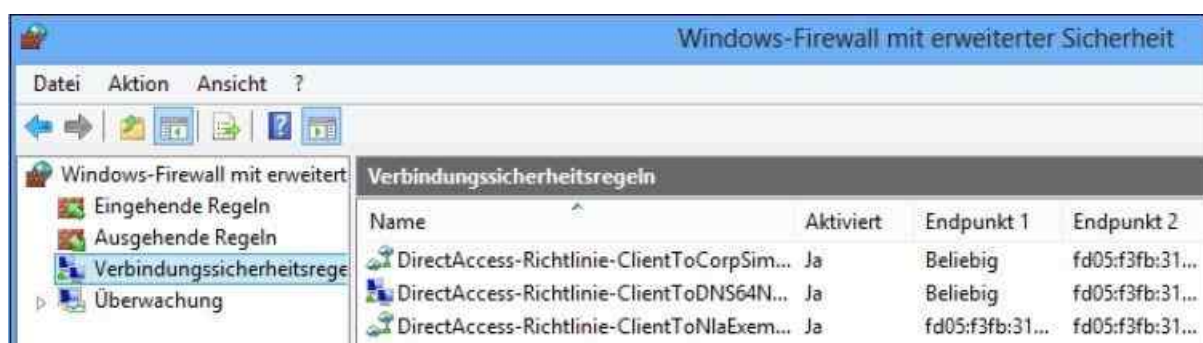 Windows-Firewall mit erweiterter Sicherheit
Datei Aktion Ansicht ?
Windows-Firewall mit erweitert
Eingehende Regeln
Ausgehende Regeln
Verbindungssicherheitsrege
Überwachung
Verbindungssicherheitsregeln
Name Aktiviert Endpunkt 1 Endpunkt 2
DirectAccess-Richtlinie-ClientToCorpSim... Ja Beliebig fd05:f3fb:31...
DirectAccess-Richtlinie-ClientToDNS64N... Ja Beliebig fd05:f3fb:31...
DirectAccess-Richtlinie-ClientToNlaExem... Ja fd05:f3fb:31... fd05:f3fb:31...